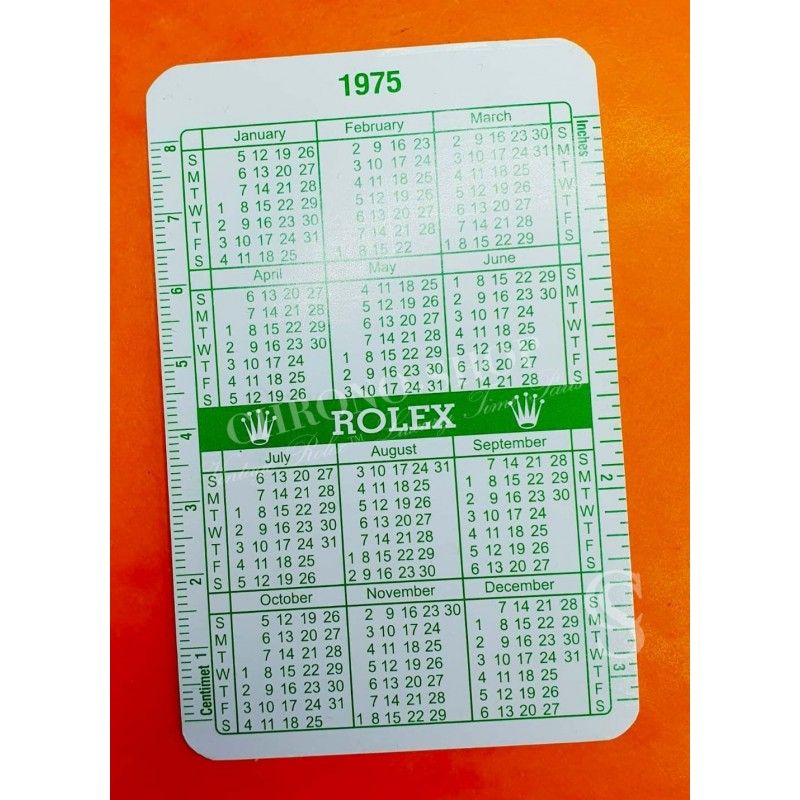 1975
January February March Inches
S 5 12 19 26 2 9 16 23 2 9 16 23 30 S
M 6 13 20 27 3 10 17 24 3 10 17 24 31 M
T 7 14 21 28 4 11 18 25 4 11 18 25 T
W 1 8 15 22 29 5 12 19 26 5 12 19 26 W
T 2 9 16 23 30 6 13 20 27 6 13 20 27 T
F 3 10 17 24 31 7 14 21 28 7 14 21 28 F
S 4 11 18 25 1 8 15 22 1 8 15 22 29 S
April May June
S 6 13 20 27 4 11 18 25 1 8 15 22 29 S
M 7 14 21 28 5 12 19 26 2 9 16 23 30 M
T 1 8 15 22 29 6 13 20 27 3 10 17 24 T
W 2 9 16 23 30 7 14 21 28 4 11 18 25 W
T 3 10 17 24 1 8 15 22 29 5 12 19 26 T
F 4 11 18 25 2 9 16 23 30 6 13 20 27 F
S 5 12 19 26 3 10 17 24 31 7 14 21 28 S
ROLEX
July August September
S 6 13 20 27 3 10 17 24 31 7 14 21 28 S
M 7 14 21 28 4 11 18 25 1 8 15 22 29 M
T 1 8 15 22 29 5 12 19 26 2 9 16 23 30 T
W 2 9 16 23 30 6 13 20 27 3 10 17 24 W
T 3 10 17 24 31 7 14 21 28 4 11 18 25 T
F 4 11 18 25 1 8 15 22 29 5 12 19 26 F
S 5 12 19 26 2 9 16 23 30 6 13 20 27 S
October November December
S 5 12 19 26 2 9 16 23 30 7 14 21 28 S
M 6 13 20 27 3 10 17 24 1 8 15 22 29 M
T 7 14 21 28 4 11 18 25 2 9 16 23 30 T
W 1 8 15 22 29 5 12 19 26 3 10 17 24 31 W
T 2 9 16 23 30 6 13 20 27 4 11 18 25 T
F 3 10 17 24 31 7 14 21 28 5 12 19 26 F
S 4 11 18 25 1 8 15 22 29 6 13 20 27 S
Centimet 1 2 3 4 5 6 7 8
2 3